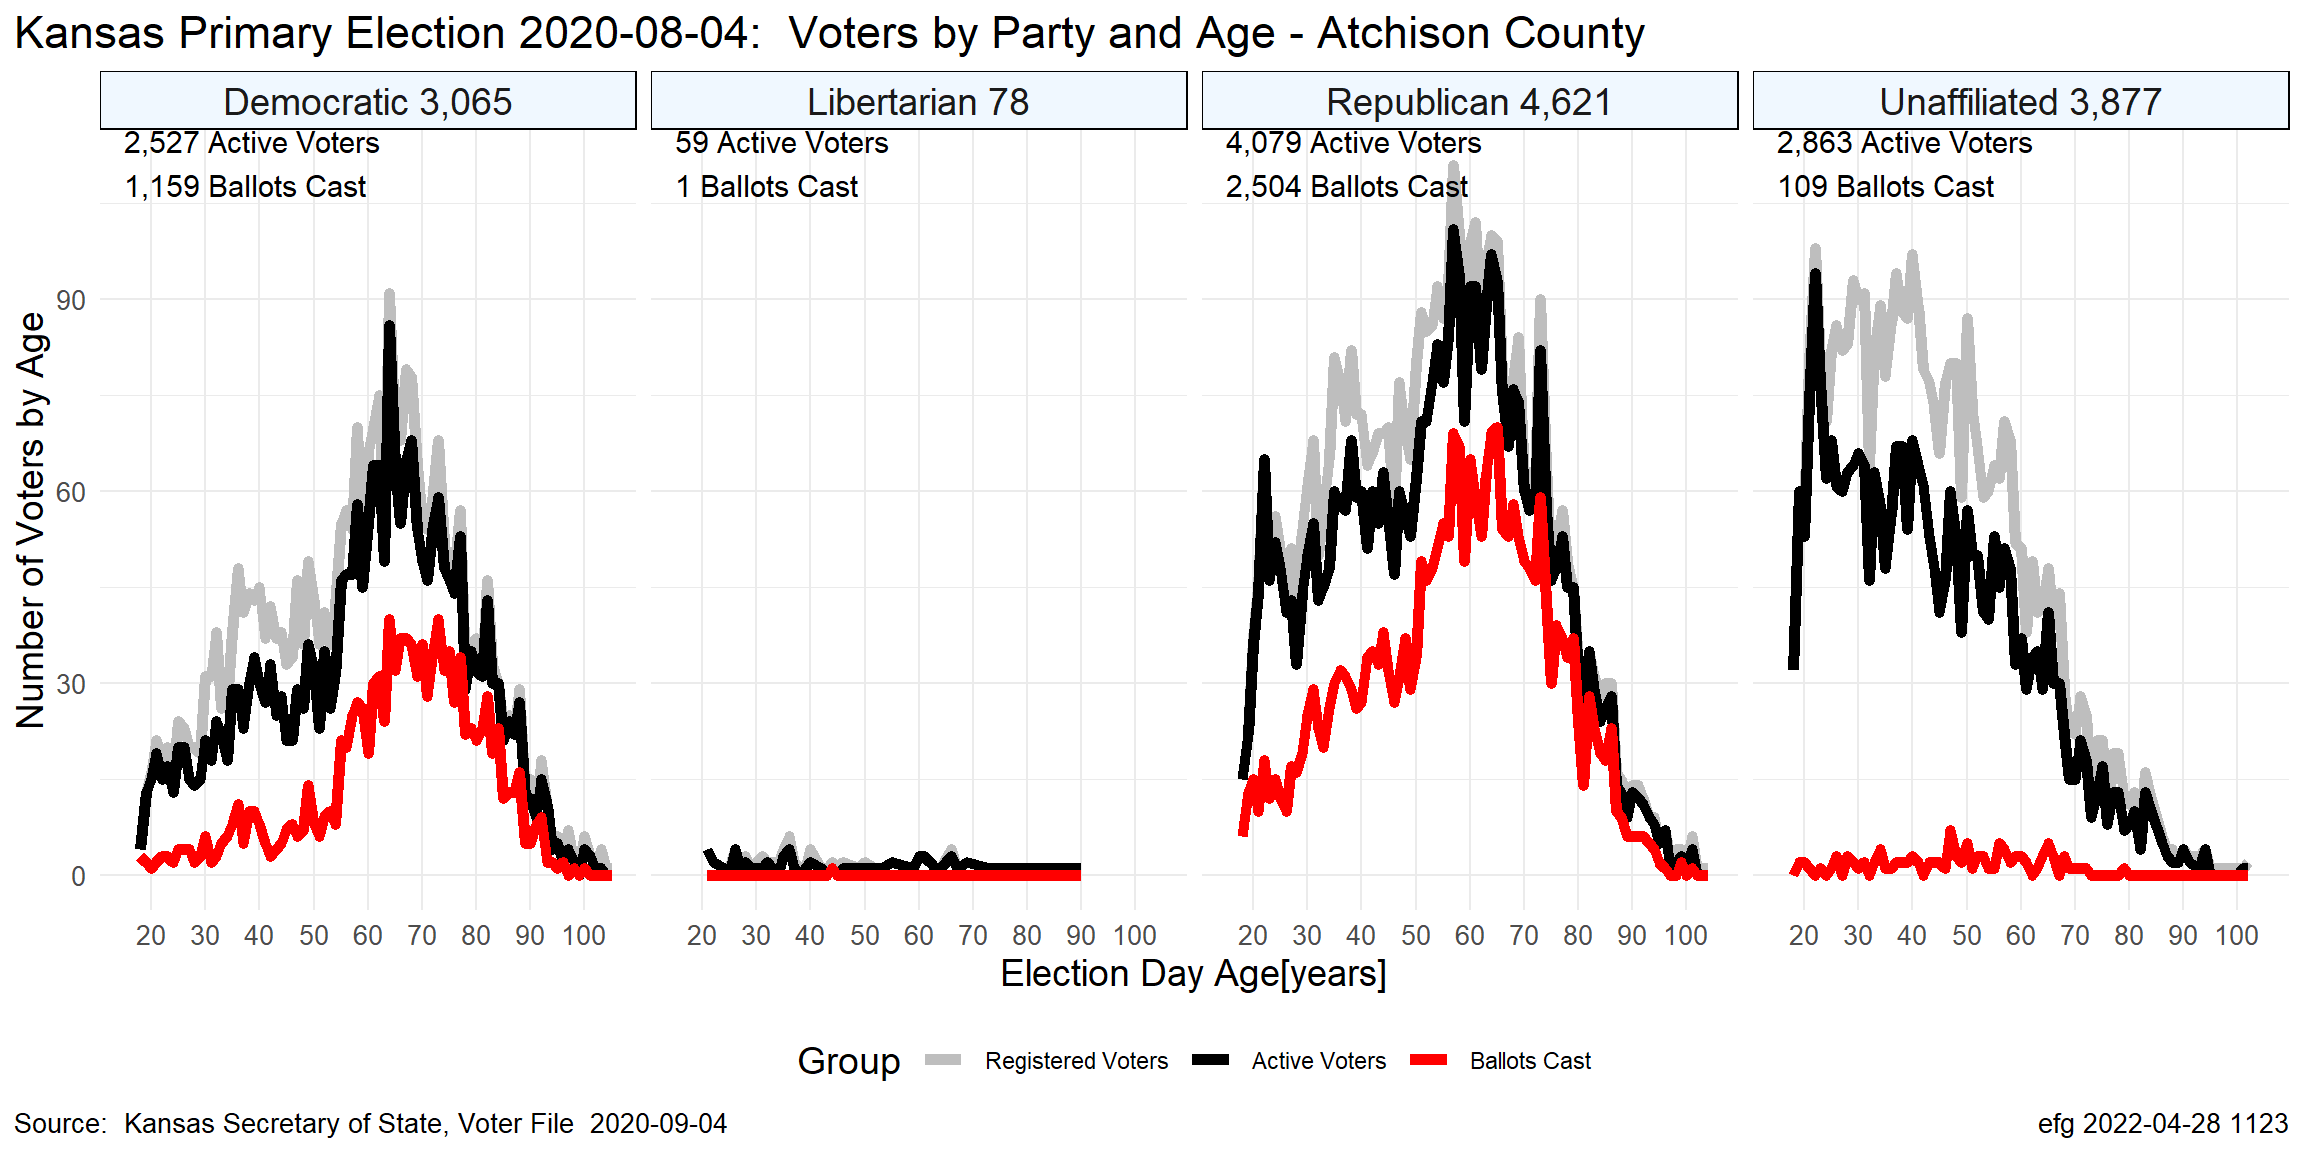 Kansas Primary Election 2020-08-04:  Voters by Party and Age - Atchison County
Democratic 3,065
Libertarian 78
Republican 4,621
Unaffiliated 3,877
2,527 Active Voters
1,159 Ballots Cast
59 Active Voters
1 Ballots Cast
4,079 Active Voters
2,504 Ballots Cast
2,863 Active Voters
109 Ballots Cast
Number of Voters by Age
90
60
30
0
20 30 40 50 60 70 80 90 100
20 30 40 50 60 70 80 90 100
20 30 40 50 60 70 80 90 100
20 30 40 50 60 70 80 90 100
Election Day Age[years]
Group Registered Voters Active Voters Ballots Cast
Source:  Kansas Secretary of State, Voter File  2020-09-04
efg 2022-04-28 1123